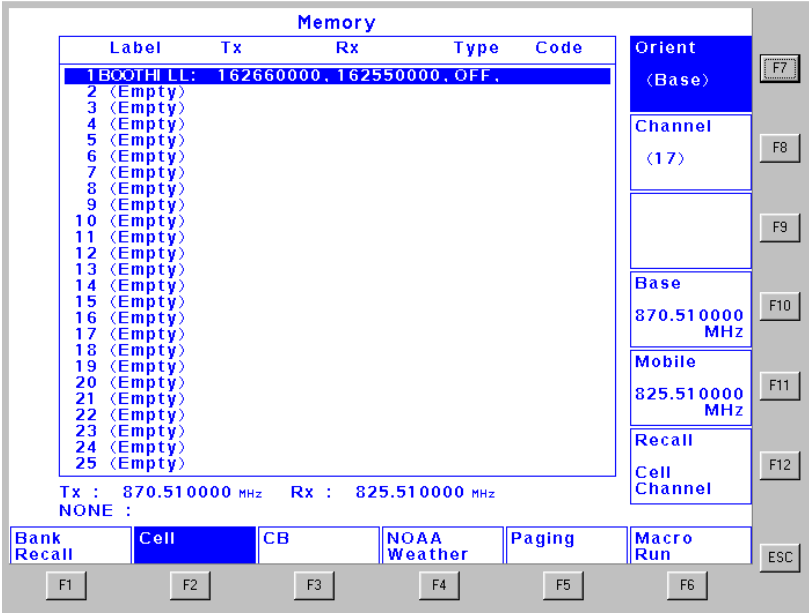 Memory
Label Tx Rx Type Code
1 BOOTHILL: 162660000, 162550000, OFF,
2 (Empty)
3 (Empty)
4 (Empty)
5 (Empty)
6 (Empty)
7 (Empty)
8 (Empty)
9 (Empty)
10 (Empty)
11 (Empty)
12 (Empty)
13 (Empty)
14 (Empty)
15 (Empty)
16 (Empty)
17 (Empty)
18 (Empty)
19 (Empty)
20 (Empty)
21 (Empty)
22 (Empty)
23 (Empty)
24 (Empty)
25 (Empty)
Tx : 870.510000 MHz Rx : 825.510000 MHz
NONE :
Orient
(Base)
F7
Channel
(17)
F8
F9
Base
870.510000
MHz
F10
Mobile
825.510000
MHz
F11
Recall
Cell
Channel
F12
Bank
Recall
Cell
CB
NOAA
Weather
Paging
Macro
Run
ESC
F1
F2
F3
F4
F5
F6